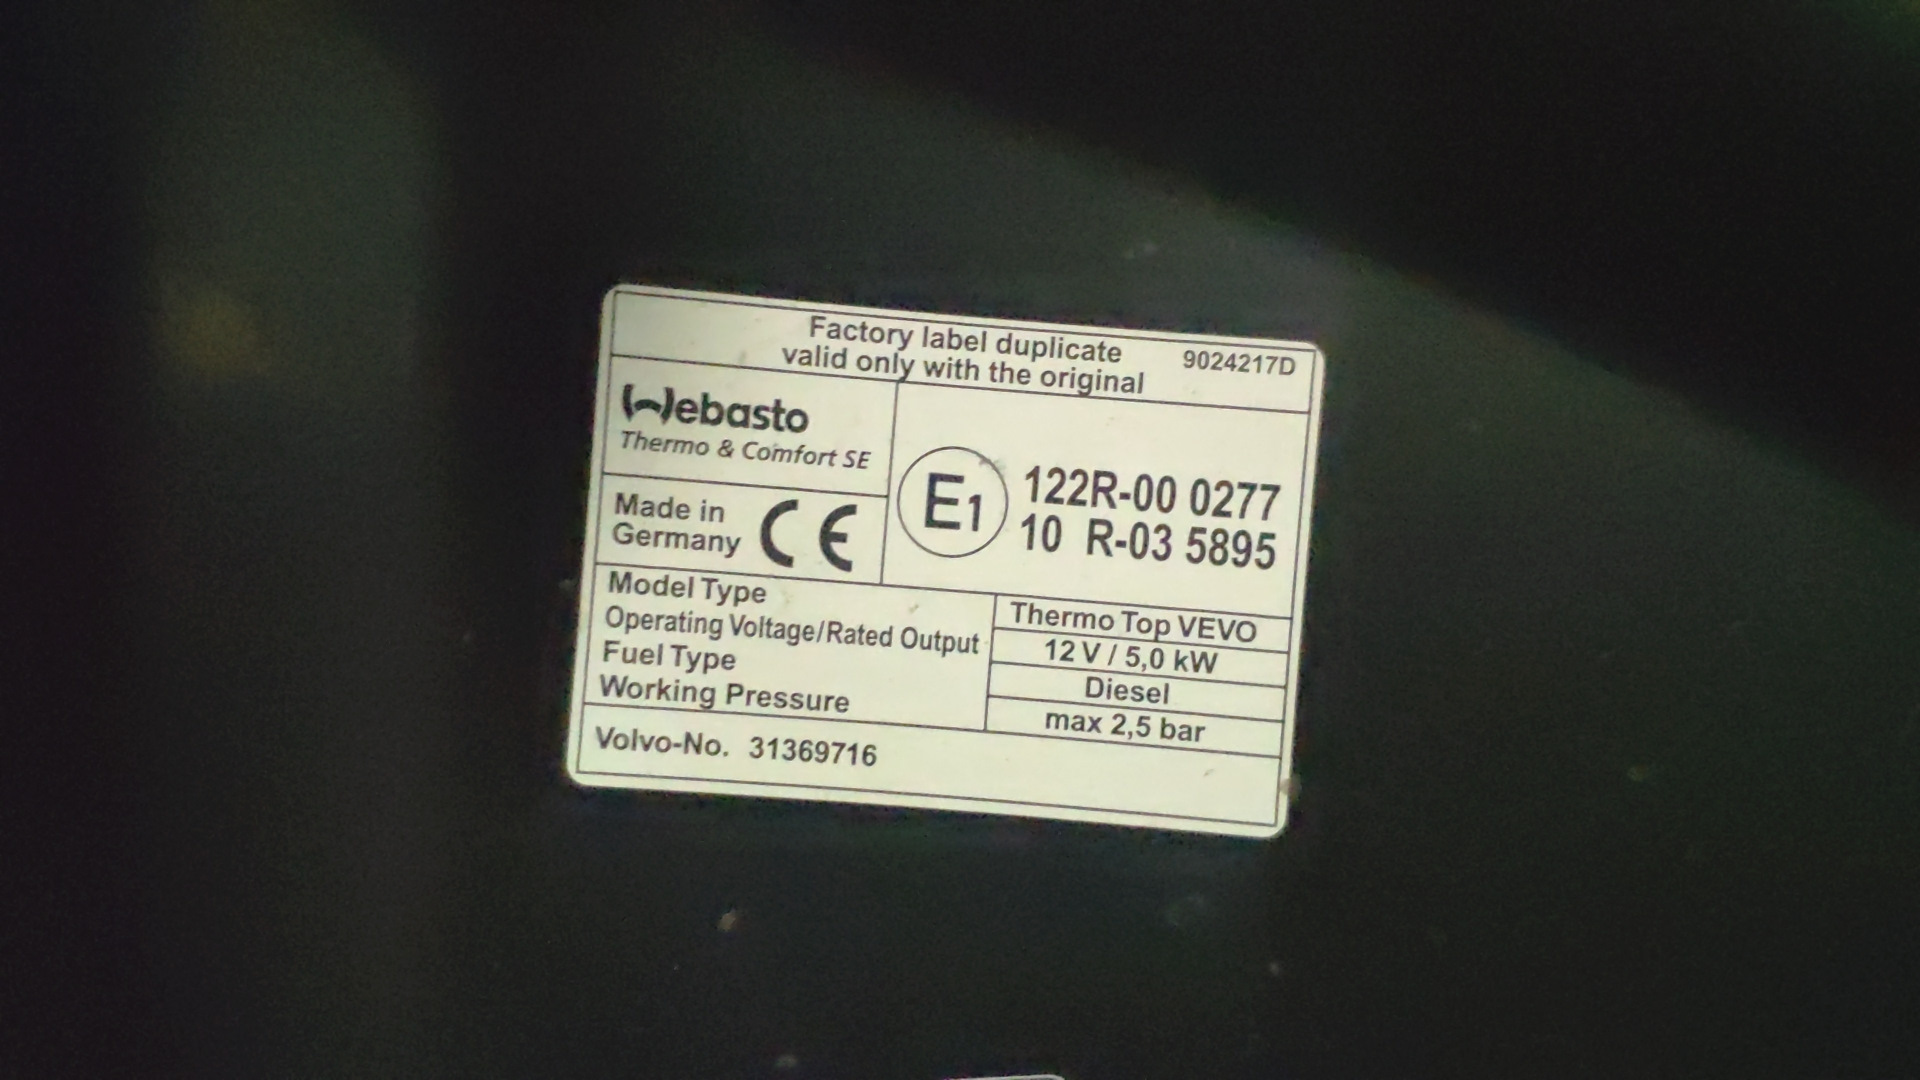 Factory label duplicate
valid only with the original
9024217D
Webasto
Thermo & Comfort SE
Made in
Germany
CE
E1
122R-00 0277
10 R-03 5895
Model Type
Thermo Top VEVO
Operating Voltage/Rated Output
12 V / 5,0 kW
Fuel Type
Diesel
Working Pressure
max 2,5 bar
Volvo-No. 31369716